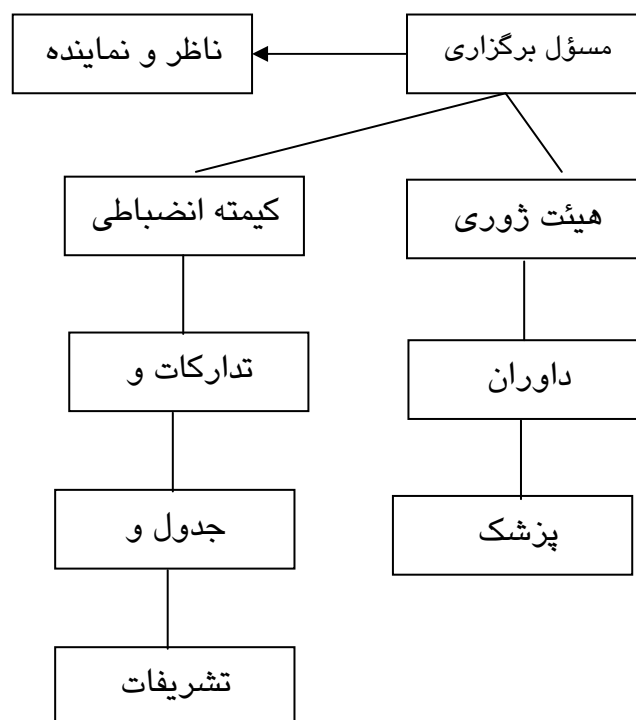 مسؤل برگزاری
ناظر و نماینده
هیئت ژوری
کیمته انضباطی
داوران
تدارکات و
پزشک
جدول و
تشریفات